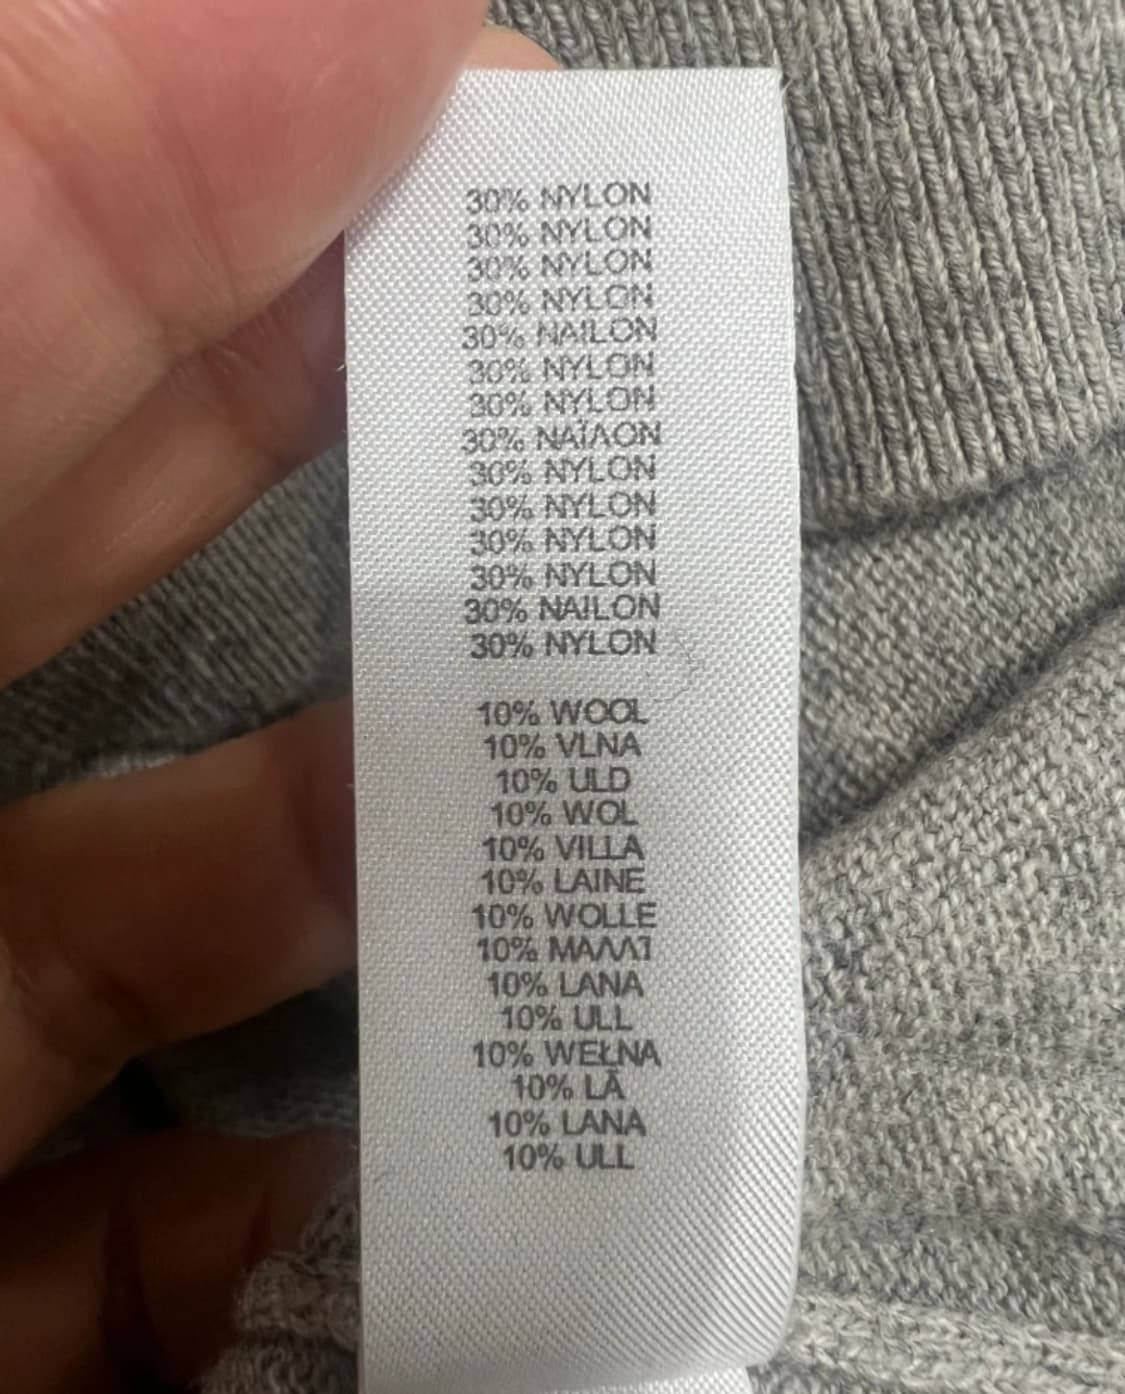 30% NYLON
30% NYLON
30% NYLON
30% NYLON
30% NAILON
30% NYLON
30% NYLON
30% ΝΑΪΛΟΝ
30% NYLON
30% NYLON
30% NYLON
30% NYLON
30% NAILON
30% NYLON
10% WOOL
10% VLNA
10% ULD
10% WOL
10% VILLA
10% LAINE
10% WOLLE
10% ΜΑΛΛΊ
10% LANA
10% ULL
10% WEŁNA
10% LÃ
10% LANA
10% ULL